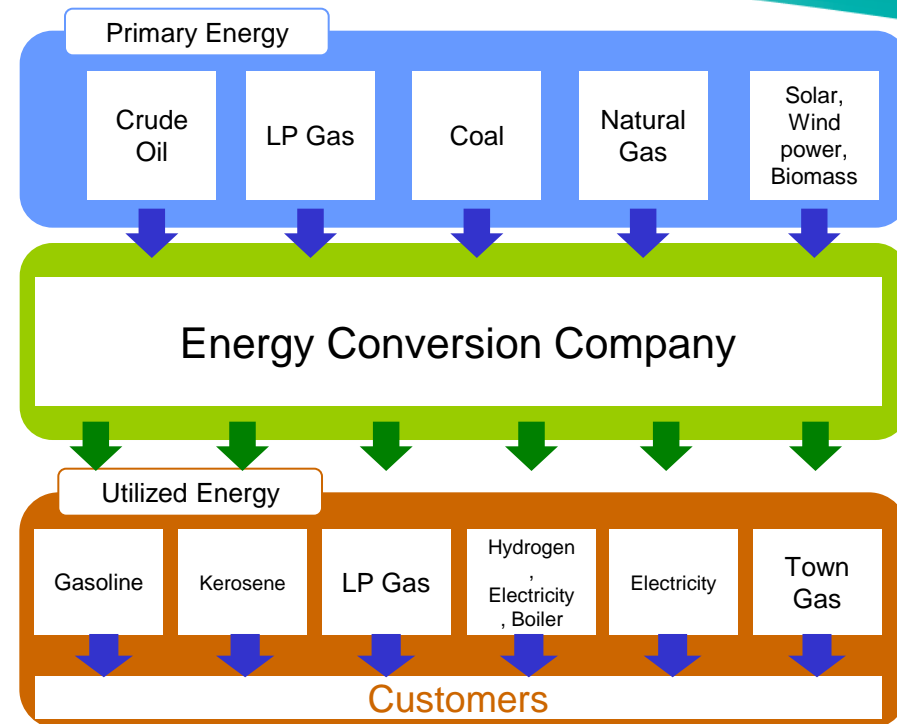 Primary Energy
Crude
Oil
LP Gas
Coal
Natural
Gas
Solar,
Wind
power,
Biomass
Energy Conversion Company
Utilized Energy
Gasoline
Kerosene
LP Gas
Hydrogen
,
Electricity
, Boiler
Electricity
Town
Gas
Customers